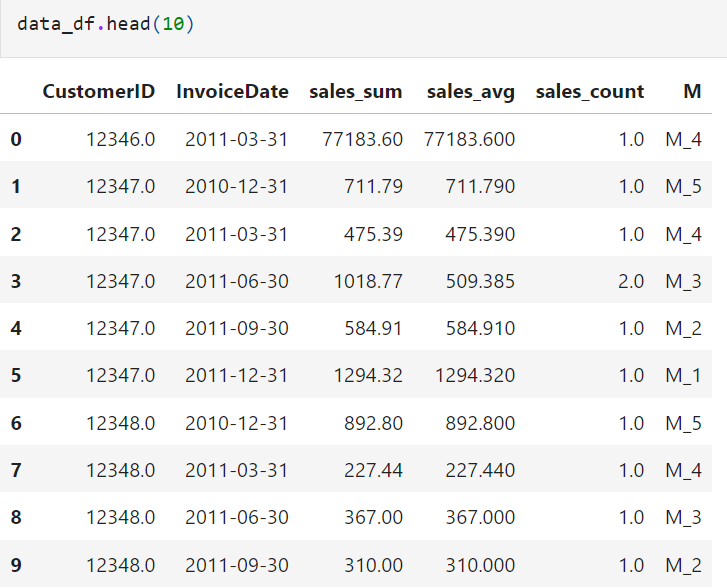 data_df.head(10)
CustomerID InvoiceDate sales_sum sales_avg sales_count M
0 12346.0 2011-03-31 77183.60 77183.600 1.0 M_4
1 12347.0 2010-12-31 711.79 711.790 1.0 M_5
2 12347.0 2011-03-31 475.39 475.390 1.0 M_4
3 12347.0 2011-06-30 1018.77 509.385 2.0 M_3
4 12347.0 2011-09-30 584.91 584.910 1.0 M_2
5 12347.0 2011-12-31 1294.32 1294.320 1.0 M_1
6 12348.0 2010-12-31 892.80 892.800 1.0 M_5
7 12348.0 2011-03-31 227.44 227.440 1.0 M_4
8 12348.0 2011-06-30 367.00 367.000 1.0 M_3
9 12348.0 2011-09-30 310.00 310.000 1.0 M_2